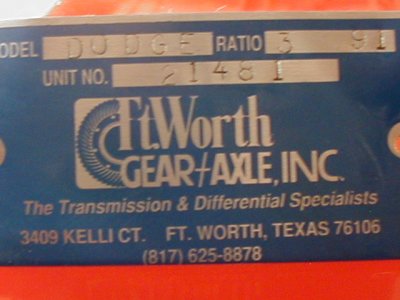 MODEL DODGE RATIO 3 91
UNIT NO. 21481
Ft.Worth
GEAR+AXLE, INC.
The Transmission & Differential Specialists
3409 KELLI CT. FT. WORTH, TEXAS 76106
(817) 625-8878